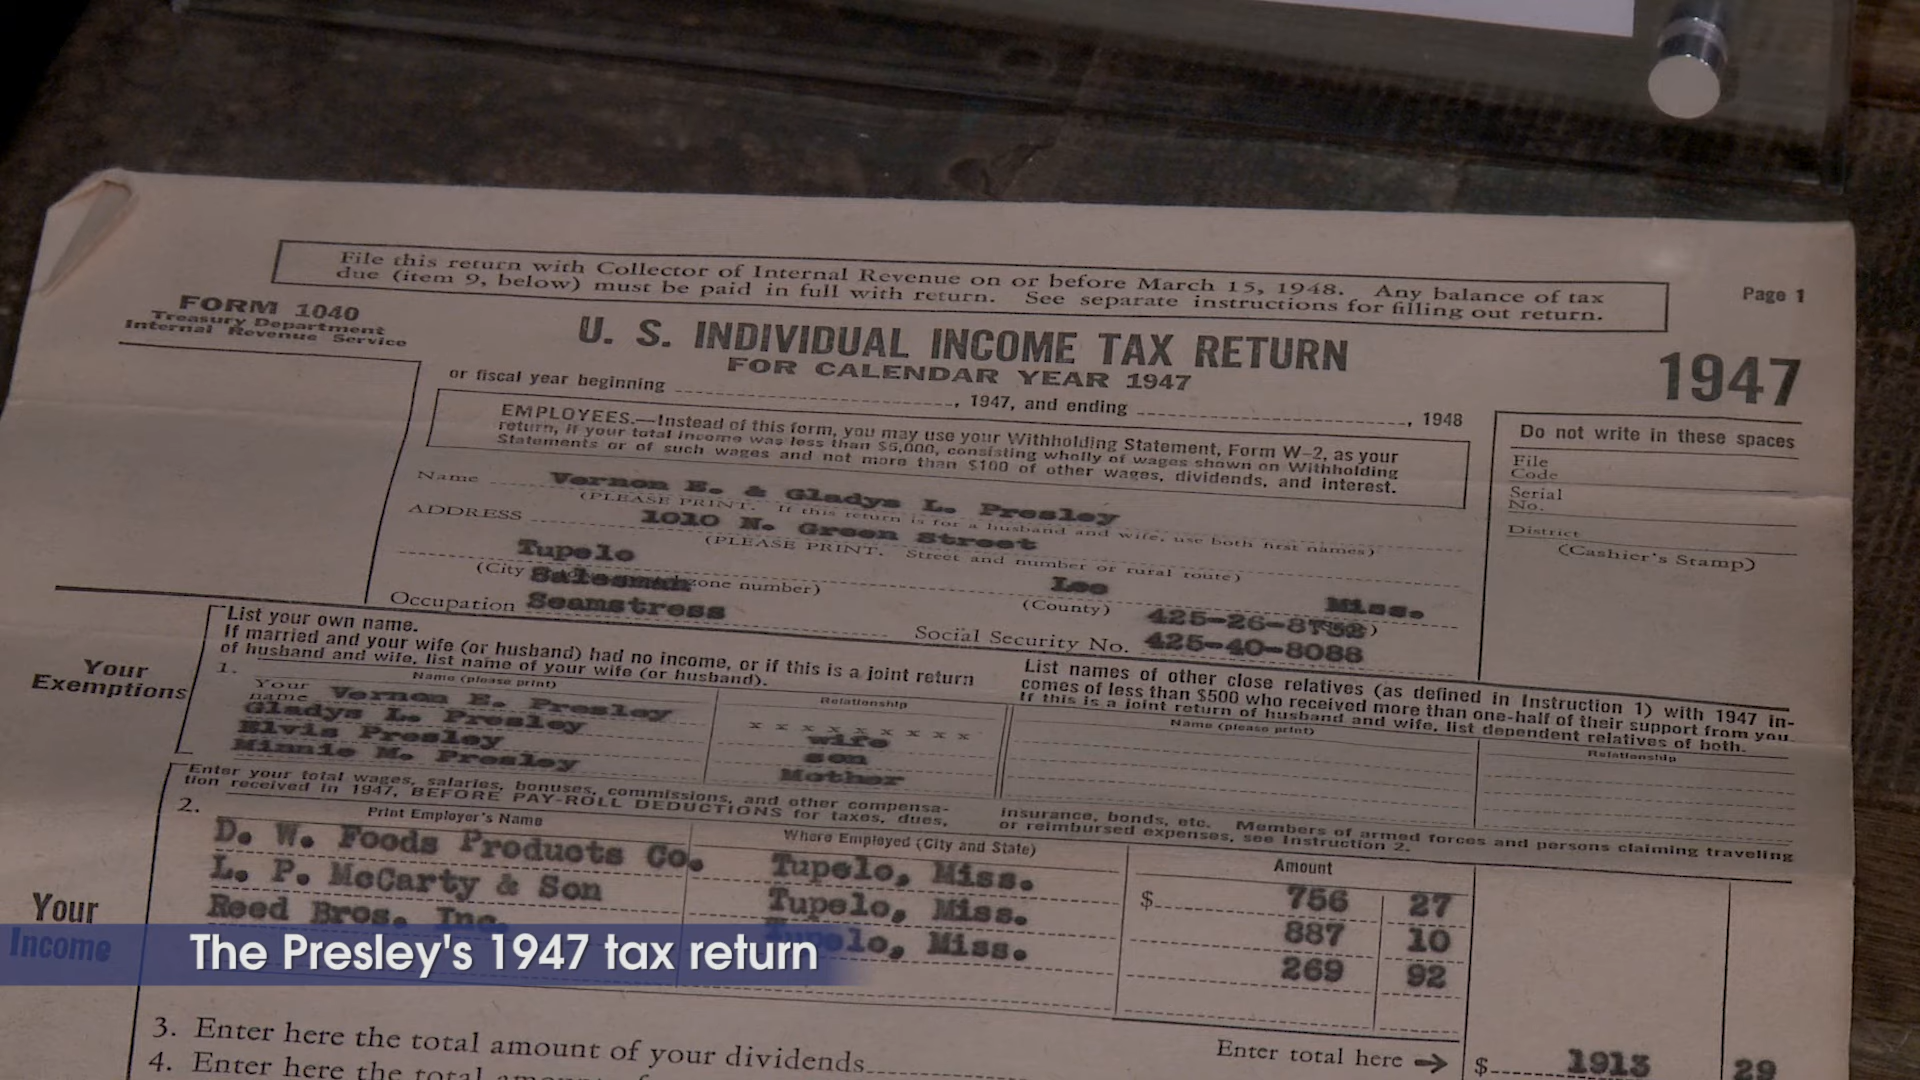 File this return with Collector of Internal Revenue on or before March 15, 1948. Any balance of tax
due (item 9, below) must be paid in full with return. See separate instructions for filling out return.
Page 1
FORM 1040
Treasury Department
Internal Revenue Service
U. S. INDIVIDUAL INCOME TAX RETURN
FOR CALENDAR YEAR 1947
1947
or fiscal year beginning , 1947, and ending , 1948
EMPLOYEES.—Instead of this form, you may use your Withholding Statement, Form W-2, as your
return, if your total income was less than $5,000, consisting wholly of wages shown on Withholding
Statements or of such wages and not more than $100 of other wages, dividends, and interest.
Do not write in these spaces
File
Code
Serial
No.
District
(Cashier's Stamp)
Name Vernon E. & Gladys L. Presley
(PLEASE PRINT. If this return is for a husband and wife, use both first names)
ADDRESS 1010 N. Green Street
(PLEASE PRINT. Street and number or rural route)
Tupelo Lee Miss.
(City zone number) (County)
Salesman
Occupation Seamstress
Social Security No. 425-26-8752
425-40-8088
Your
Exemptions
List your own name.
If married and your wife (or husband) had no income, or if this is a joint return
of husband and wife, list name of your wife (or husband).
List names of other close relatives (as defined in Instruction 1) with 1947 in-
comes of less than $500 who received more than one-half of their support from you.
If this is a joint return of husband and wife, list dependent relatives of both.
1. Name (please print) Relationship
Name (please print) Relationship
Your
name Vernon E. Presley x x x x x x x x x
Gladys L. Presley wife
Elvis Presley son
Minnie M. Presley Mother
Enter your total wages, salaries, bonuses, commissions, and other compensa-
tion received in 1947, BEFORE PAY-ROLL DEDUCTIONS for taxes, dues,
insurance, bonds, etc. Members of armed forces and persons claiming traveling
or reimbursed expenses, see Instruction 2.
2. Print Employer's Name Where Employed (City and State) Amount
D. W. Foods Products Co. Tupelo, Miss. $ 756 27
L. P. McCarty & Son Tupelo, Miss. 887 10
Reed Bros. Inc. Tupelo, Miss. 269 92
Your
Income
The Presley's 1947 tax return
Enter total here → $ 1913 29
3. Enter here the total amount of your dividends
4. Enter here the total